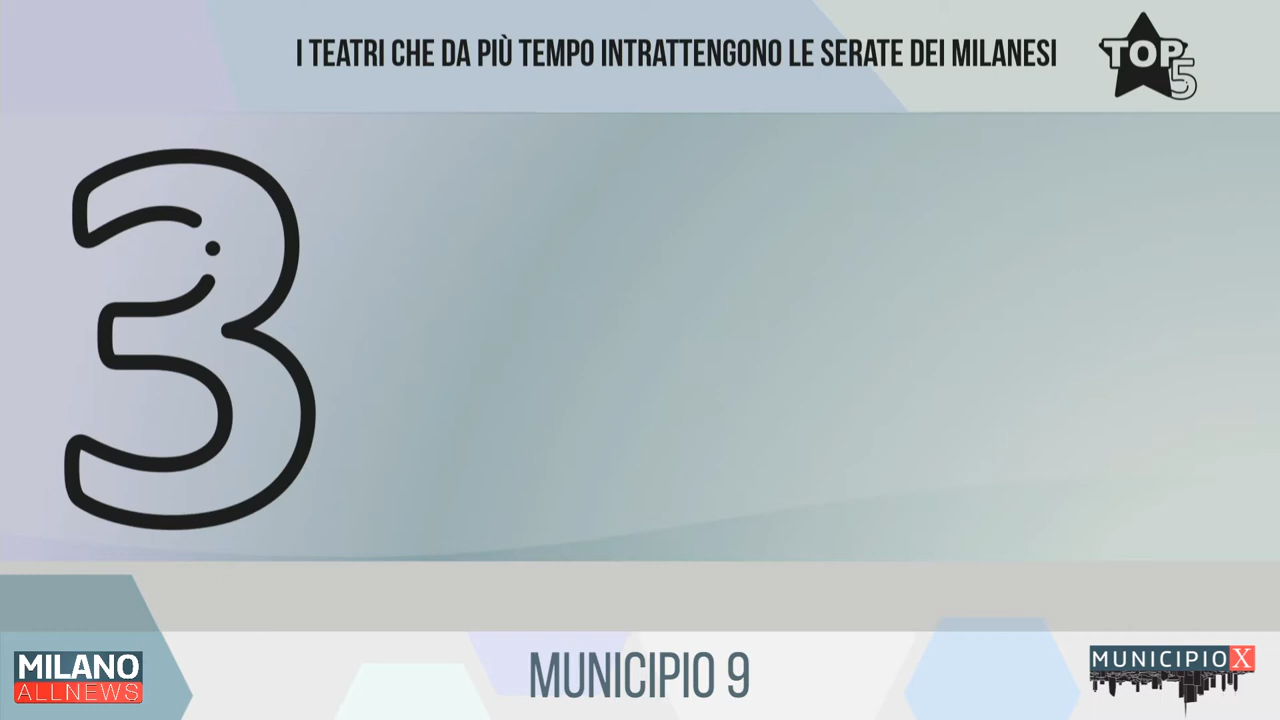 I TEATRI CHE DA PIÙ TEMPO INTRATTENGONO LE SERATE DEI MILANESI
TOP
5
3
MILANO
ALLNEWS
MUNICIPIO 9
MUNICIPIO X